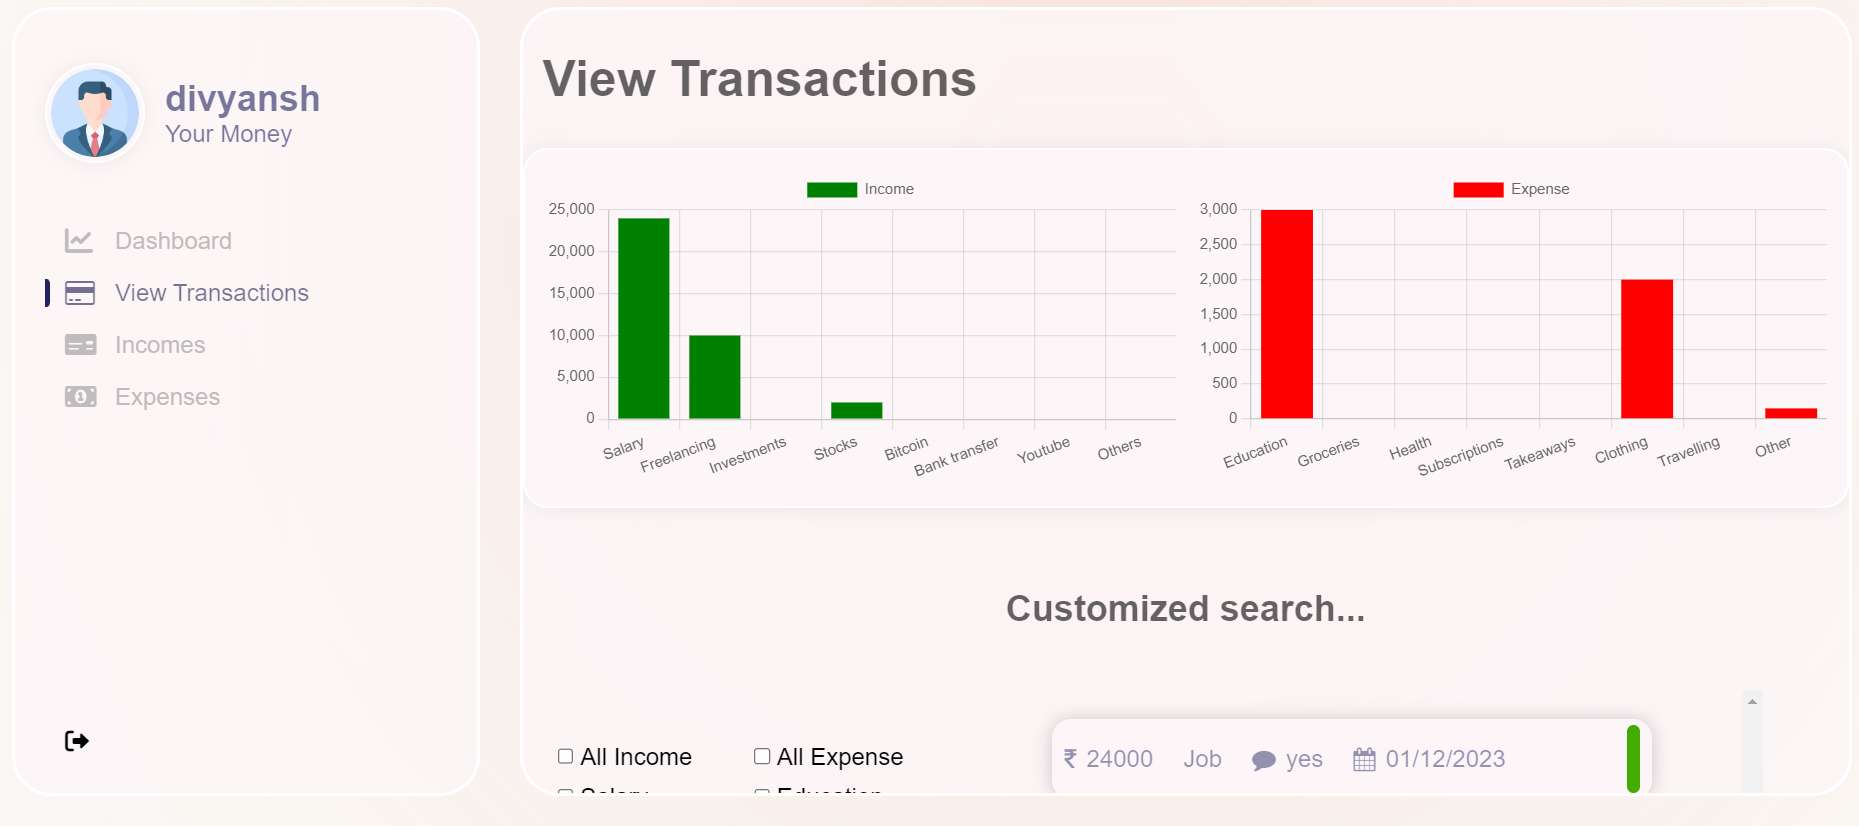 divyansh
Your Money
Dashboard
View Transactions
Incomes
Expenses
View Transactions
Income
25,000
20,000
15,000
10,000
5,000
0
Salary Freelancing Investments Stocks Bitcoin Bank transfer Youtube Others
Expense
3,000
2,500
2,000
1,500
1,000
500
0
Education Groceries Health Subscriptions Takeaways Clothing Travelling Other
Customized search...
All Income All Expense
Salary Education
₹ 24000 Job yes 01/12/2023